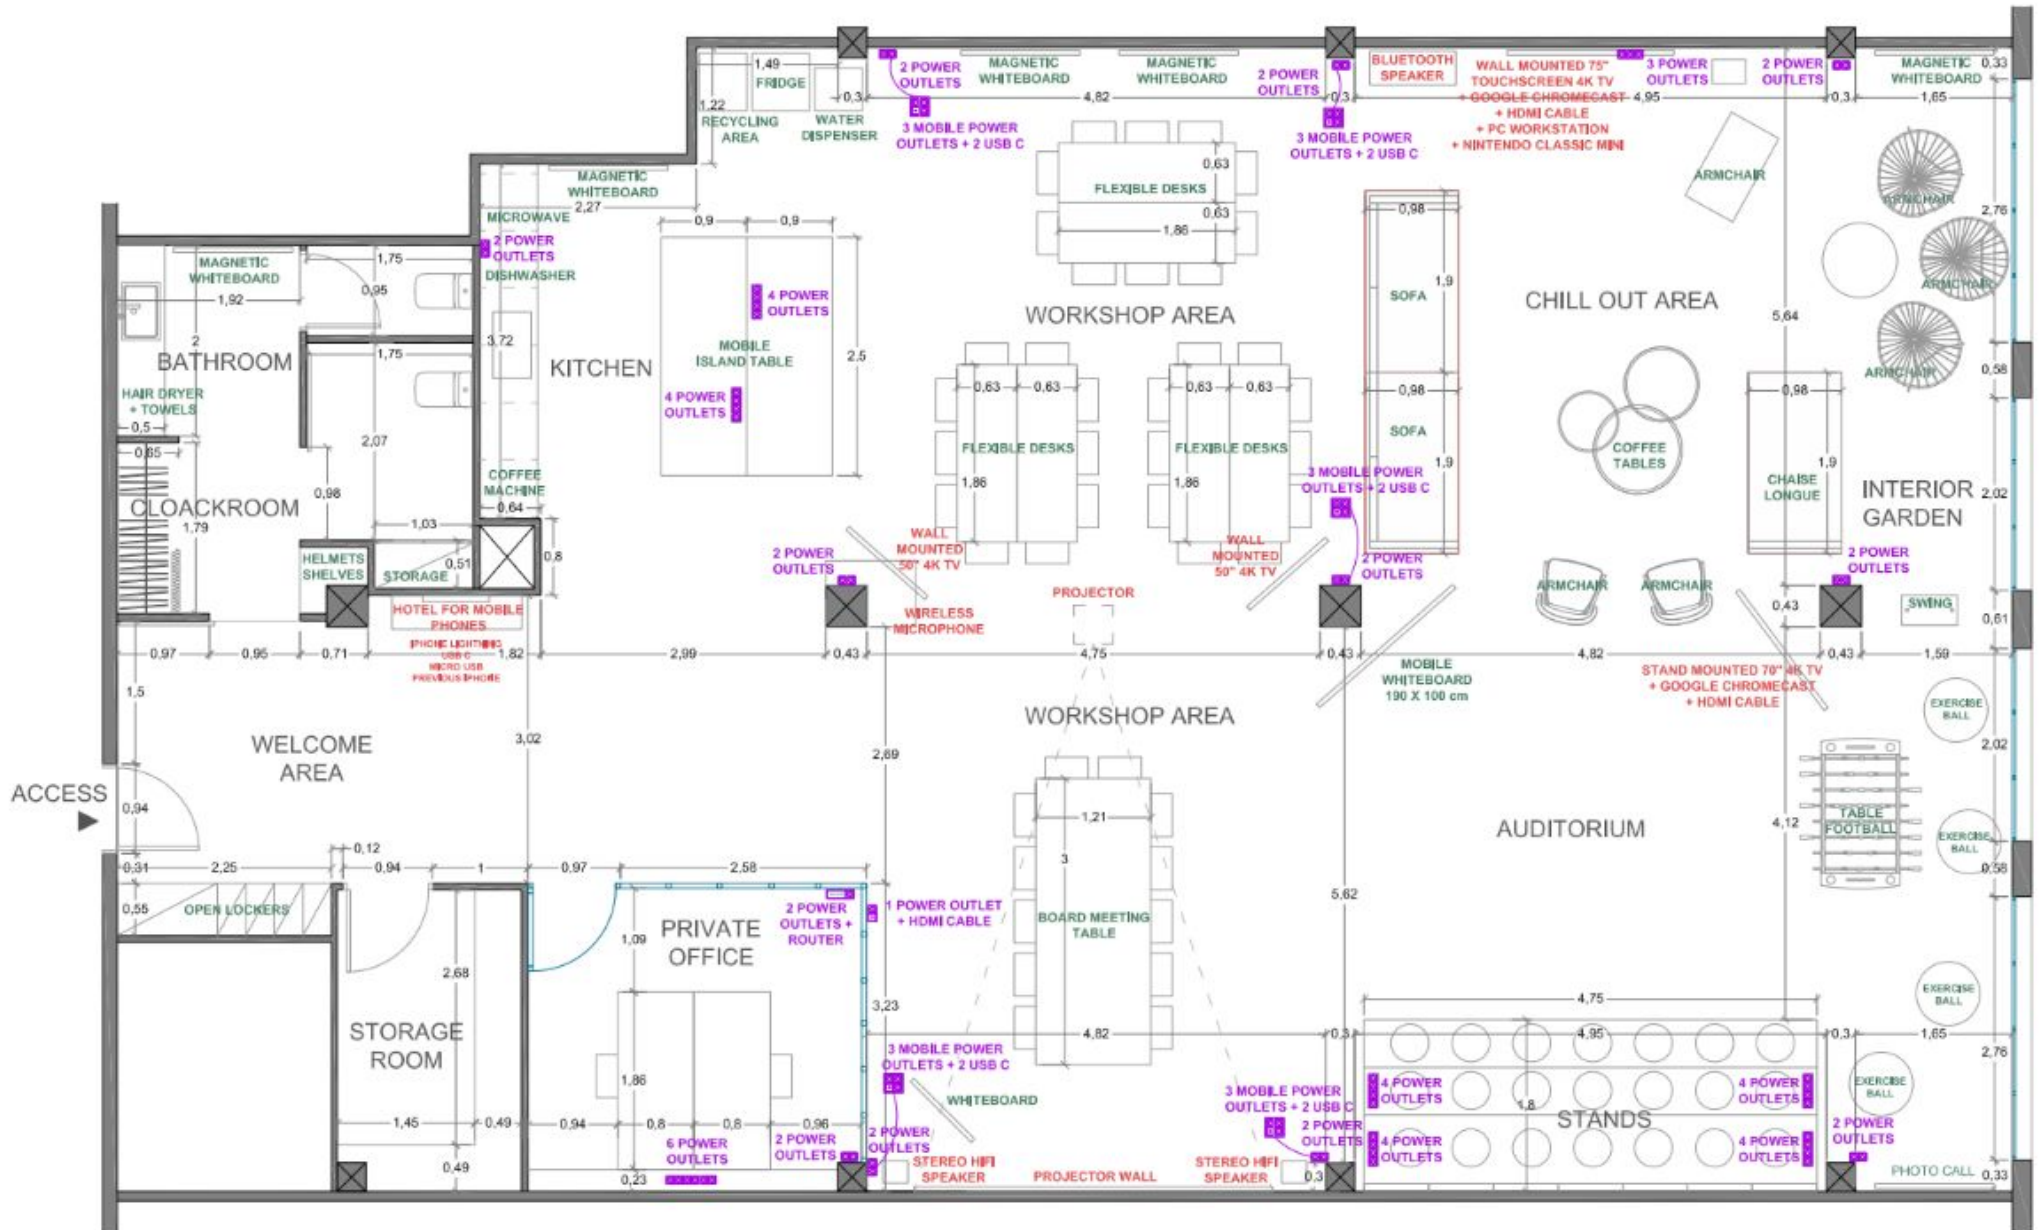 1,49
FRIDGE
0,3
1,22
RECYCLING
AREA
WATER
DISPENSER
2 POWER
OUTLETS
3 MOBILE POWER
OUTLETS + 2 USB C
MAGNETIC
WHITEBOARD
MAGNETIC
WHITEBOARD
4,82
2 POWER
OUTLETS
0,3
3 MOBILE POWER
OUTLETS + 2 USB C
BLUETOOTH
SPEAKER
WALL MOUNTED 75"
TOUCHSCREEN 4K TV
+ GOOGLE CHROMECAST
+ HDMI CABLE
+ PC WORKSTATION
+ NINTENDO CLASSIC MINI
4,95
3 POWER
OUTLETS
2 POWER
OUTLETS
0,3
MAGNETIC
WHITEBOARD
0,33
1,65
MAGNETIC
WHITEBOARD
2,27
MICROWAVE
2 POWER
OUTLETS
DISHWASHER
0,9
0,9
4 POWER
OUTLETS
MOBILE
ISLAND TABLE
2,5
4 POWER
OUTLETS
3,72
KITCHEN
COFFEE
MACHINE
0,64
0,8
0,63
FLEXIBLE DESKS
0,63
1,86
WORKSHOP AREA
0,63
0,63
FLEXIBLE DESKS
1,86
0,63
0,63
FLEXIBLE DESKS
1,86
0,98
1,9
SOFA
0,98
SOFA
1,9
3 MOBILE POWER
OUTLETS + 2 USB C
2 POWER
OUTLETS
CHILL OUT AREA
ARMCHAIR
ARMCHAIR
ARMCHAIR
ARMCHAIR
2,76
5,64
0,58
COFFEE
TABLES
0,98
1,9
CHAISE
LONGUE
INTERIOR
GARDEN
2,02
ARMCHAIR
ARMCHAIR
2 POWER
OUTLETS
SWING
0,43
0,61
MAGNETIC
WHITEBOARD
1,92
1,75
0,95
2
BATHROOM
1,75
HAIR DRYER
+ TOWELS
0,5
0,65
2,07
CLOACKROOM
0,98
1,79
1,03
HELMETS
SHELVES
STORAGE
0,51
HOTEL FOR MOBILE
PHONES
IPHONE LIGHTNING
USB C
MICRO USB
PREVIOUS IPHONE
2 POWER
OUTLETS
WALL
MOUNTED
50" 4K TV
WIRELESS
MICROPHONE
PROJECTOR
WALL
MOUNTED
50" 4K TV
0,97
0,95
0,71
1,82
2,99
0,43
4,75
0,43
4,82
0,43
1,59
1,5
MOBILE
WHITEBOARD
190 X 100 cm
STAND MOUNTED 70" 4K TV
+ GOOGLE CHROMECAST
+ HDMI CABLE
EXERCISE
BALL
2,02
WELCOME
AREA
3,02
2,69
WORKSHOP AREA
ACCESS
0,94
1,21
3
AUDITORIUM
4,12
TABLE
FOOTBALL
EXERCISE
BALL
0,58
0,12
0,31
2,25
0,94
1
0,97
2,58
5,62
0,55
OPEN LOCKERS
PRIVATE
OFFICE
1,09
2 POWER
OUTLETS +
ROUTER
1 POWER OUTLET
+ HDMI CABLE
BOARD MEETING
TABLE
2,68
STORAGE
ROOM
3,23
4,82
4,75
0,3
4,95
0,3
1,65
EXERCISE
BALL
2,76
3 MOBILE POWER
OUTLETS + 2 USB C
1,86
WHITEBOARD
3 MOBILE POWER
OUTLETS + 2 USB C
4 POWER
OUTLETS
1,8
4 POWER
OUTLETS
EXERCISE
BALL
STANDS
1,45
0,49
0,94
0,8
0,8
0,96
6 POWER
OUTLETS
2 POWER
OUTLETS
2 POWER
OUTLETS
2 POWER
OUTLETS
4 POWER
OUTLETS
4 POWER
OUTLETS
2 POWER
OUTLETS
0,49
0,23
STEREO HIFI
SPEAKER
PROJECTOR WALL
STEREO HIFI
SPEAKER
0,3
PHOTO CALL
0,33